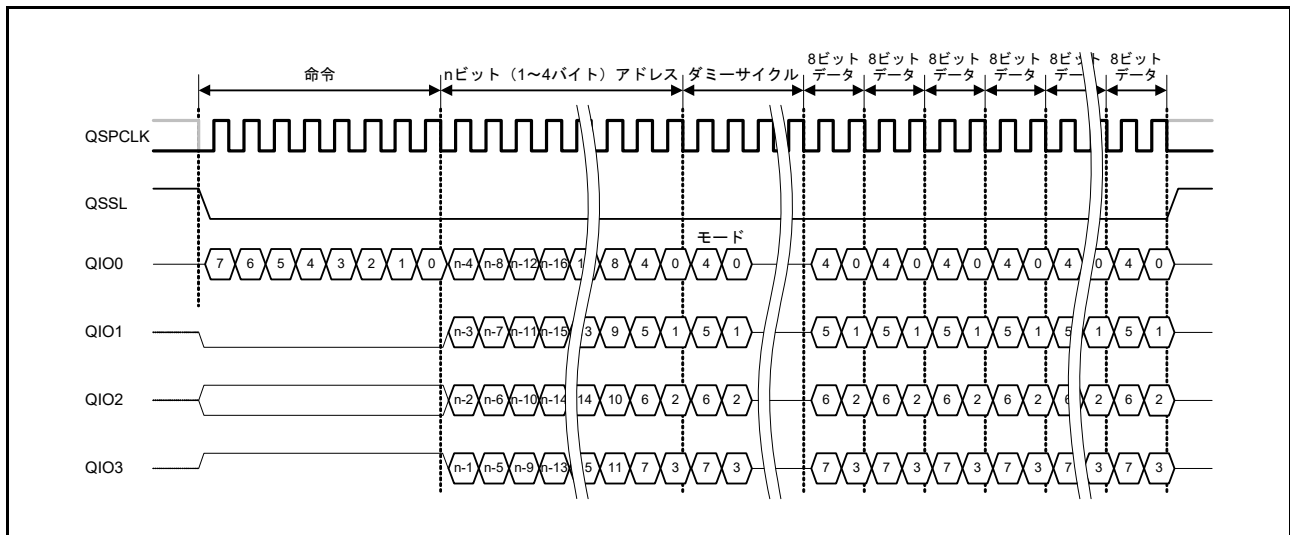 8ビット 8ビット 8ビット 8ビット 8ビット 8ビット
命令 nビット（1～4バイト）アドレス ダミーサイクル データ データ データ データ データ データ
QSPCLK
QSSL
モード
QIO0 7 6 5 4 3 2 1 0 n-4 n-8 n-12 n-16 8 4 0 4 0 4 0 4 0 4 0 4 0 4 0 4 0
QIO1 n-3 n-7 n-11 n-15 9 5 1 5 1 5 1 5 1 5 1 5 1 5 1 5 1
QIO2 n-2 n-6 n-10 n-14 14 10 6 2 6 2 6 2 6 2 6 2 6 2 6 2 6 2
QIO3 n-1 n-5 n-9 n-13 11 7 3 7 3 7 3 7 3 7 3 7 3 7 3 7 3